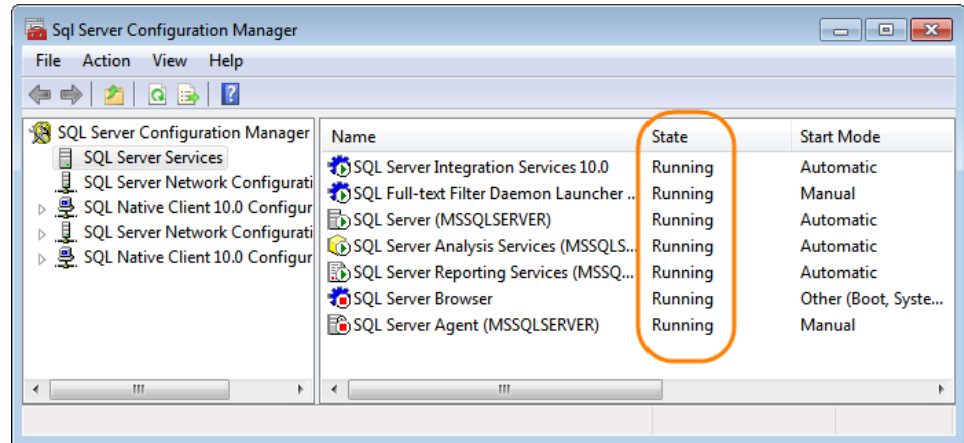 Sql Server Configuration Manager
File Action View Help
SQL Server Configuration Manager
SQL Server Services
SQL Server Network Configurati
SQL Native Client 10.0 Configur
SQL Server Network Configurati
SQL Native Client 10.0 Configur
Name State Start Mode
SQL Server Integration Services 10.0 Running Automatic
SQL Full-text Filter Daemon Launcher .. Running Manual
SQL Server (MSSQLSERVER) Running Automatic
SQL Server Analysis Services (MSSQLS... Running Automatic
SQL Server Reporting Services (MSSQ... Running Automatic
SQL Server Browser Running Other (Boot, Syste...
SQL Server Agent (MSSQLSERVER) Running Manual